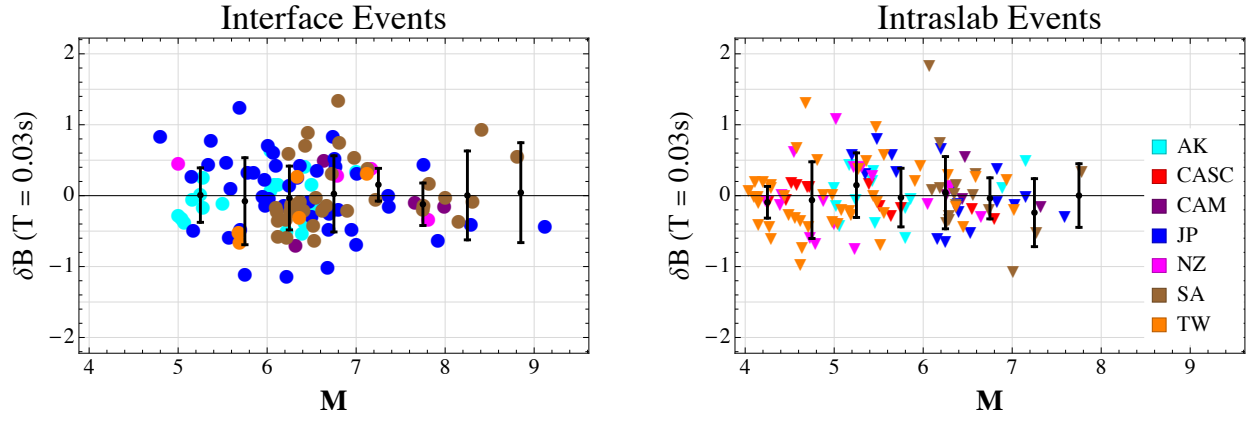 Interface Events
δB (T = 0.03s)
2
1
0
−1
−2
4 5 6 7 8 9
M
Intraslab Events
δB (T = 0.03s)
2
1
0
−1
−2
4 5 6 7 8 9
M
AK
CASC
CAM
JP
NZ
SA
TW